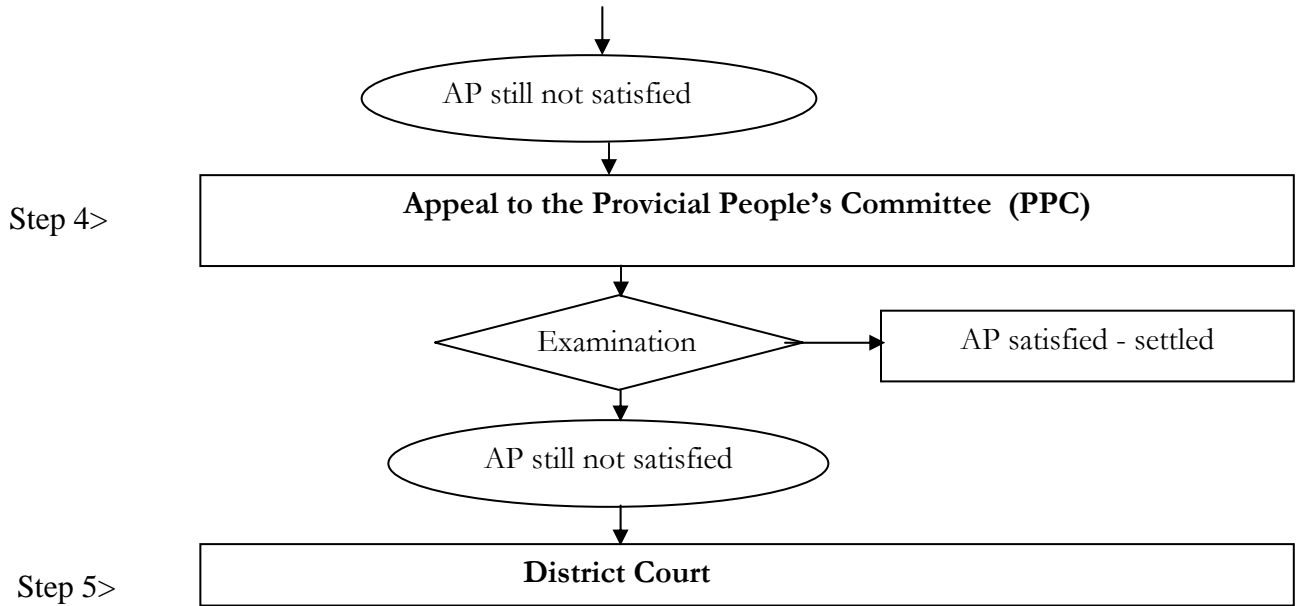 AP still not satisfied
Step 4>
Appeal to the Provicial People's Committee (PPC)
Examination
AP satisfied - settled
AP still not satisfied
Step 5>
District Court